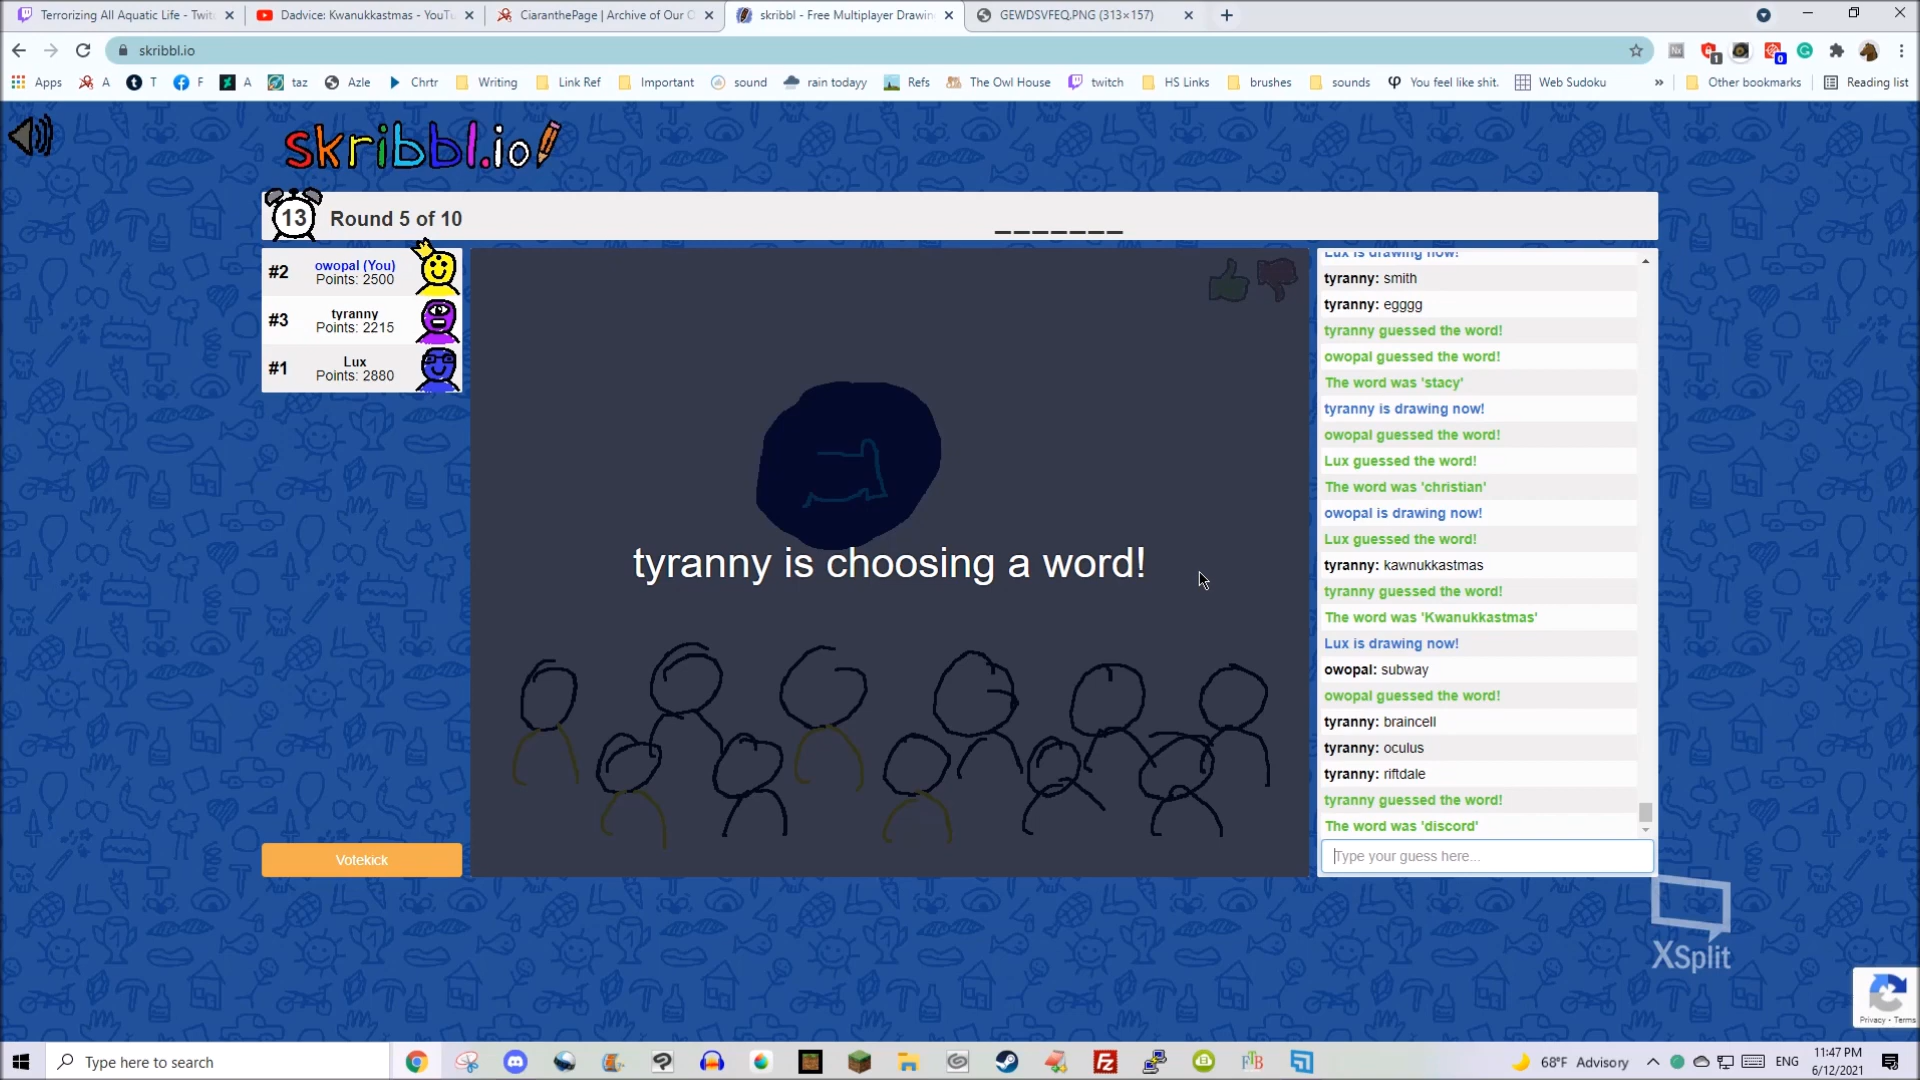 Terrorizing All Aquatic Life - Twit
Dadvice: Kwanukkastmas - YouTu
CiaranthePage | Archive of Our O
skribbl - Free Multiplayer Drawin
GEWDSVFEQ.PNG (313×157)
skribbl.io
Apps A T F A taz Azle Chrtr Writing Link Ref Important sound rain todayy Refs The Owl House twitch HS Links brushes sounds You feel like shit. Web Sudoku » Other bookmarks Reading list
skribbl.io
13 Round 5 of 10 _______
#2 owopal (You)
Points: 2500
#3 tyranny
Points: 2215
#1 Lux
Points: 2880
Votekick
tyranny is choosing a word!
Lux is drawing now!
tyranny: smith
tyranny: egggg
tyranny guessed the word!
owopal guessed the word!
The word was 'stacy'
tyranny is drawing now!
owopal guessed the word!
Lux guessed the word!
The word was 'christian'
owopal is drawing now!
Lux guessed the word!
tyranny: kawnukkastmas
tyranny guessed the word!
The word was 'Kwanukkastmas'
Lux is drawing now!
owopal: subway
owopal guessed the word!
tyranny: braincell
tyranny: oculus
tyranny: riftdale
tyranny guessed the word!
The word was 'discord'
Type your guess here...
XSplit
Privacy - Terms
Type here to search
68°F Advisory
ENG
11:47 PM
6/12/2021